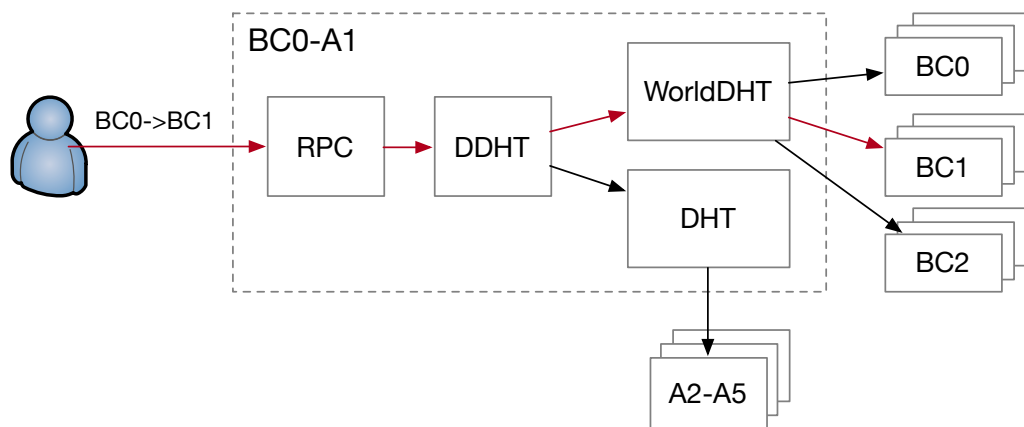 BC0-A1
BC0->BC1
RPC
DDHT
WorldDHT
DHT
BC0
BC1
BC2
A2-A5